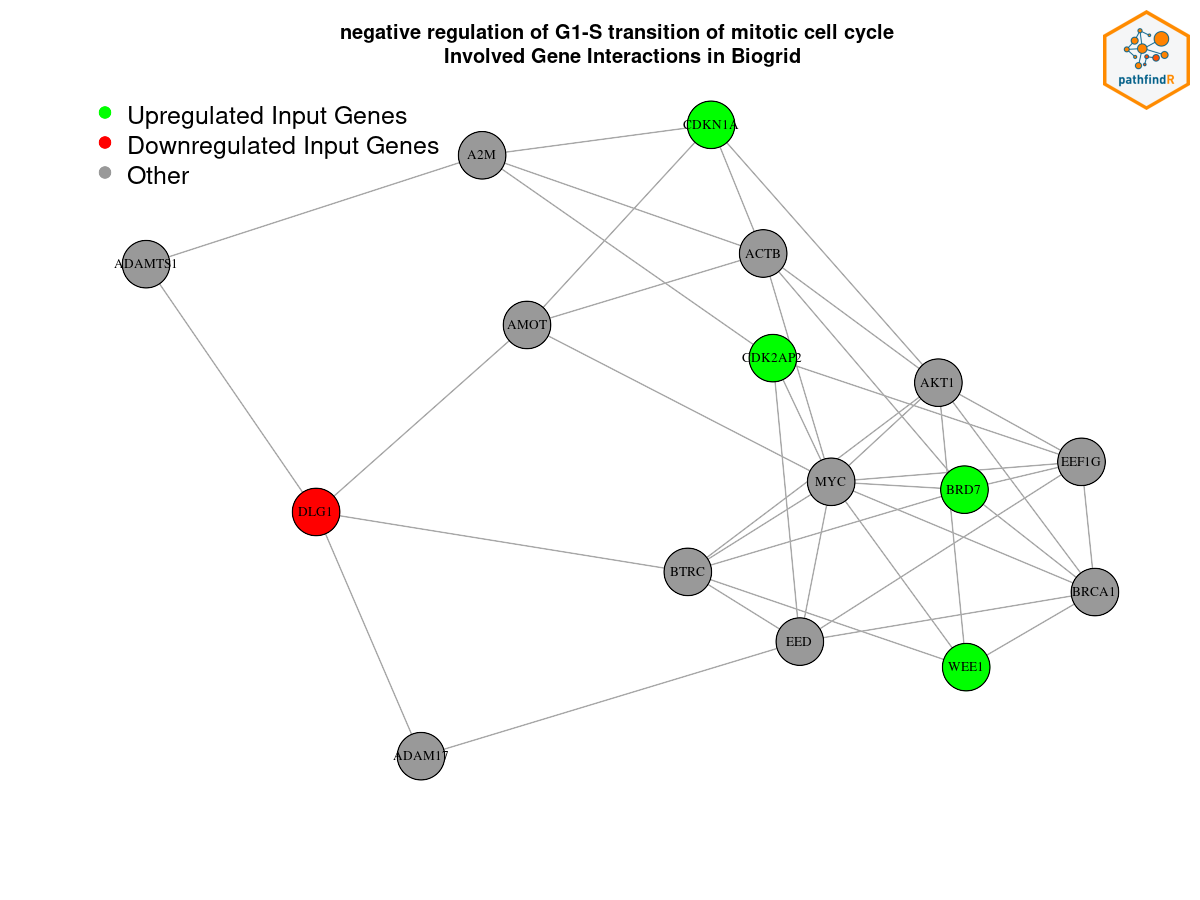 negative regulation of G1-S transition of mitotic cell cycle
Involved Gene Interactions in Biogrid
pathfindR
Upregulated Input Genes
Downregulated Input Genes
Other
CDKN1A
A2M
ACTB
ADAMTS1
AMOT
CDK2AP2
AKT1
EEF1G
MYC
BRD7
DLG1
BTRC
BRCA1
EED
WEE1
ADAM17